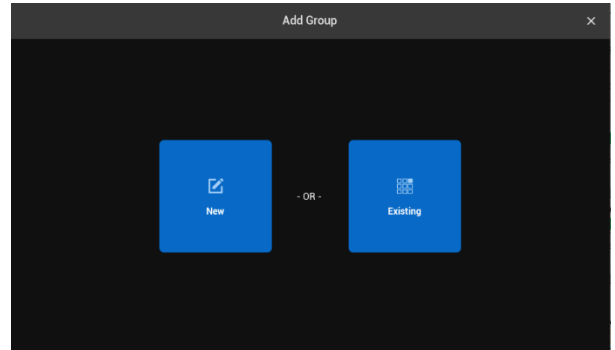 Add Group
New
- OR -
Existing